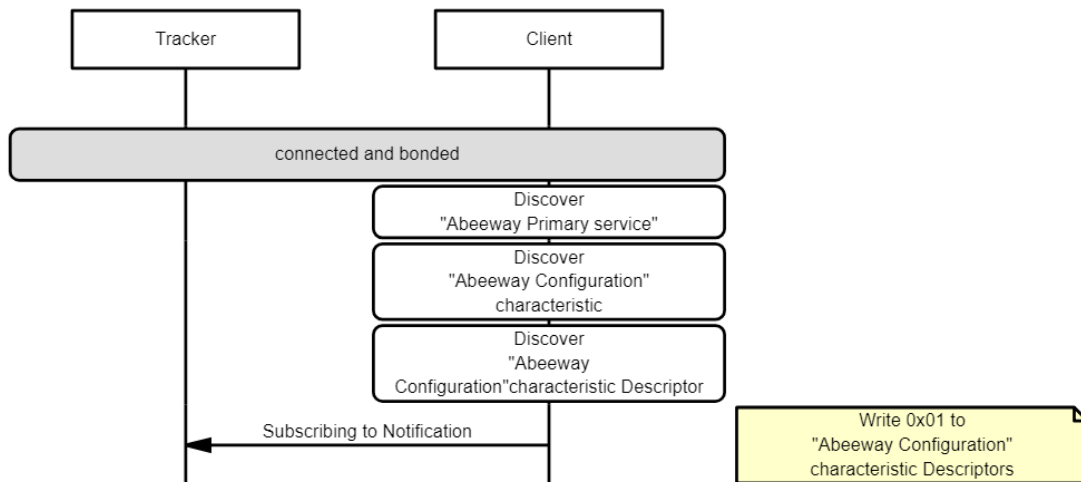 Tracker
Client
connected and bonded
Discover
"Abeeway Primary service"
Discover
"Abeeway Configuration"
characteristic
Discover
"Abeeway
Configuration"characteristic Descriptor
Subscribing to Notification
Write 0x01 to
"Abeeway Configuration"
characteristic Descriptors